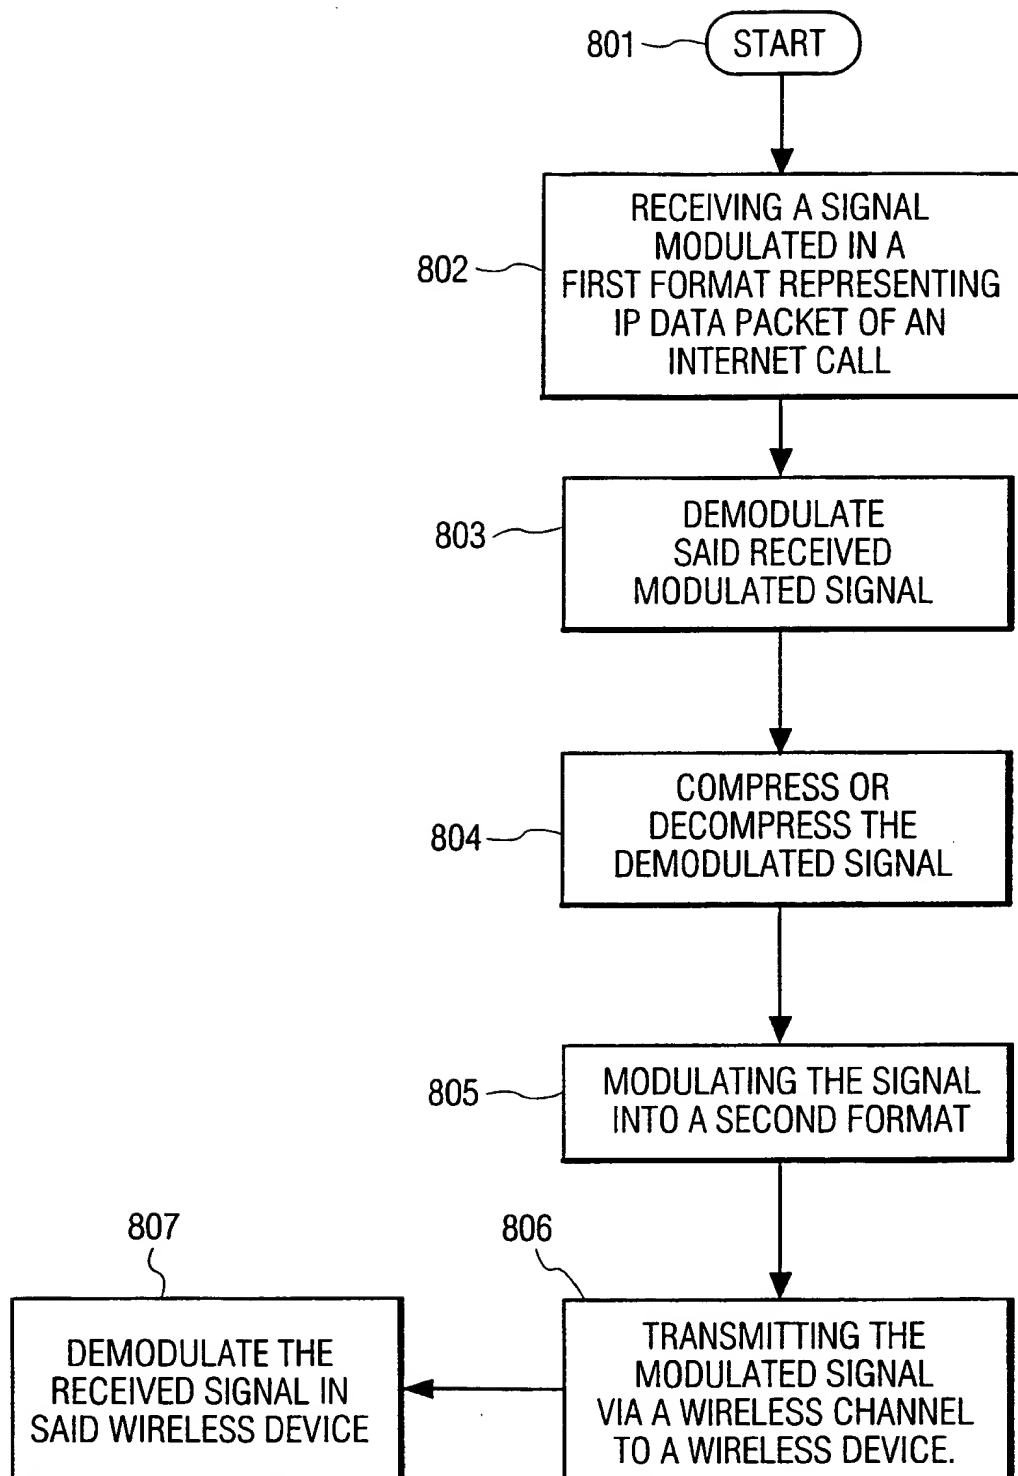 801
START
802
RECEIVING A SIGNAL
MODULATED IN A
FIRST FORMAT REPRESENTING
IP DATA PACKET OF AN
INTERNET CALL
803
DEMODULATE
SAID RECEIVED
MODULATED SIGNAL
804
COMPRESS OR
DECOMPRESS THE
DEMODULATED SIGNAL
805
MODULATING THE SIGNAL
INTO A SECOND FORMAT
806
TRANSMITTING THE
MODULATED SIGNAL
VIA A WIRELESS CHANNEL
TO A WIRELESS DEVICE.
807
DEMODULATE THE
RECEIVED SIGNAL IN
SAID WIRELESS DEVICE